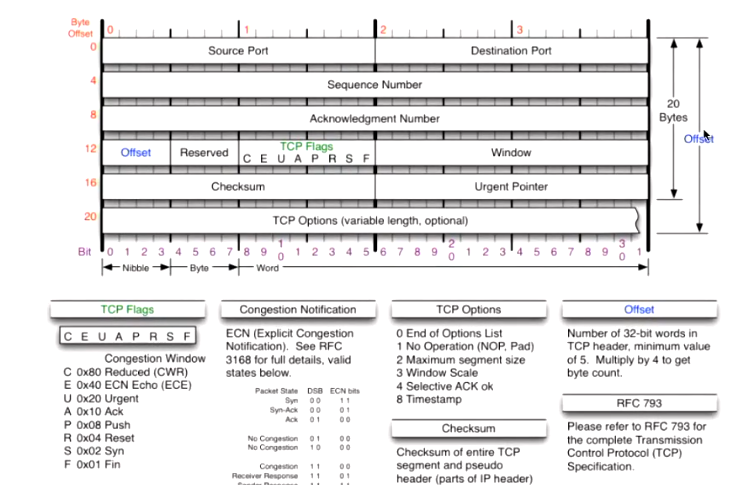 Byte
Offset
0 1 2 3
0 Source Port Destination Port
4 Sequence Number
8 Acknowledgment Number
20
Bytes
Offset
12 Offset Reserved TCP Flags Window
C E U A P R S F
16 Checksum Urgent Pointer
20 TCP Options (variable length, optional)
Bit 0 1 2 3 4 5 6 7 8 9 10 1 2 3 4 5 6 7 8 9 20 1 2 3 4 5 6 7 8 9 30 1
Nibble Byte Word
TCP Flags
C E U A P R S F
Congestion Window
C 0x80 Reduced (CWR)
E 0x40 ECN Echo (ECE)
U 0x20 Urgent
A 0x10 Ack
P 0x08 Push
R 0x04 Reset
S 0x02 Syn
F 0x01 Fin
Congestion Notification
ECN (Explicit Congestion
Notification). See RFC
3168 for full details, valid
states below.
Packet State DSB ECN bits
Syn 0 0 1 1
Syn-Ack 0 0 0 1
Ack 0 1 0 0
No Congestion 0 1 0 0
No Congestion 1 0 0 0
Congestion 1 1 0 0
Receiver Response 1 1 0 1
Sender Response 1 1 1 1
TCP Options
0 End of Options List
1 No Operation (NOP, Pad)
2 Maximum segment size
3 Window Scale
4 Selective ACK ok
8 Timestamp
Checksum
Checksum of entire TCP
segment and pseudo
header (parts of IP header)
Offset
Number of 32-bit words in
TCP header, minimum value
of 5. Multiply by 4 to get
byte count.
RFC 793
Please refer to RFC 793 for
the complete Transmission
Control Protocol (TCP)
Specification.